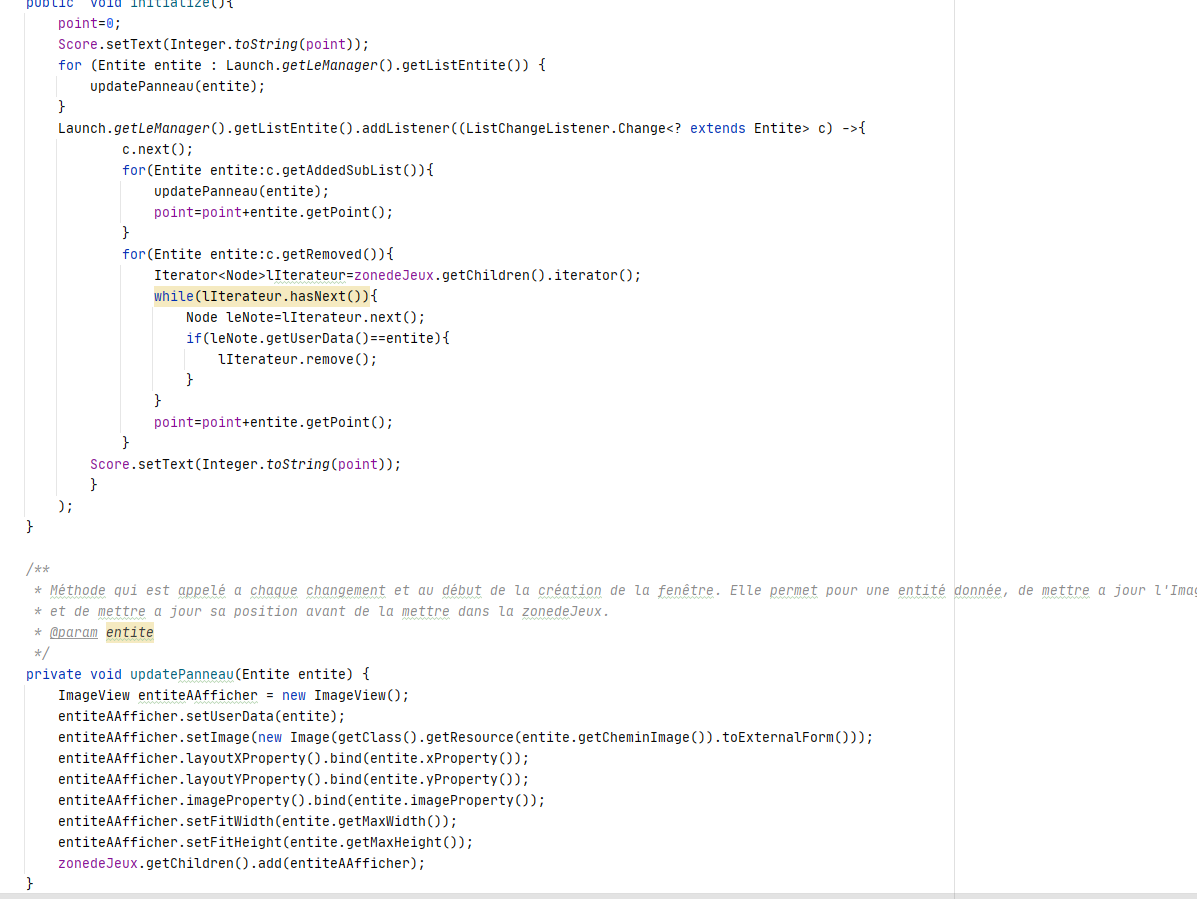 public  void initialize(){
point=0;
Score.setText(Integer.toString(point));
for (Entite entite : Launch.getLeManager().getListEntite()) {
updatePanneau(entite);
}
Launch.getLeManager().getListEntite().addListener((ListChangeListener.Change<? extends Entite> c) ->{
c.next();
for(Entite entite:c.getAddedSubList()){
updatePanneau(entite);
point=point+entite.getPoint();
}
for(Entite entite:c.getRemoved()){
Iterator<Node>lIterateur=zonedeJeux.getChildren().iterator();
while(lIterateur.hasNext()){
Node leNote=lIterateur.next();
if(leNote.getUserData()==entite){
lIterateur.remove();
}
}
point=point+entite.getPoint();
}
Score.setText(Integer.toString(point));
}
);
}
/**
* Méthode qui est appelé a chaque changement et au début de la création de la fenêtre. Elle permet pour une entité donnée, de mettre a jour l'Imag
* et de mettre a jour sa position avant de la mettre dans la zonedeJeux.
* @param entite
*/
private void updatePanneau(Entite entite) {
ImageView entiteAAfficher = new ImageView();
entiteAAfficher.setUserData(entite);
entiteAAfficher.setImage(new Image(getClass().getResource(entite.getCheminImage()).toExternalForm()));
entiteAAfficher.layoutXProperty().bind(entite.xProperty());
entiteAAfficher.layoutYProperty().bind(entite.yProperty());
entiteAAfficher.imageProperty().bind(entite.imageProperty());
entiteAAfficher.setFitWidth(entite.getMaxWidth());
entiteAAfficher.setFitHeight(entite.getMaxHeight());
zonedeJeux.getChildren().add(entiteAAfficher);
}